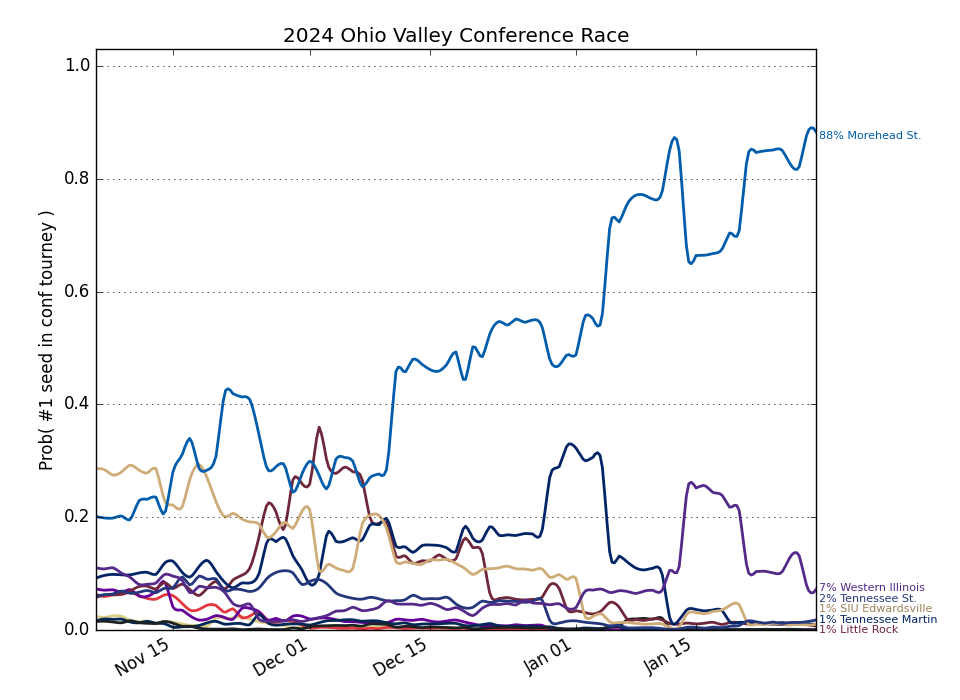 2024 Ohio Valley Conference Race
Prob( #1 seed in conf tourney )
1.0
0.8
0.6
0.4
0.2
0.0
88% Morehead St.
7% Western Illinois
2% Tennessee St.
1% SIU Edwardsville
1% Tennessee Martin
1% Little Rock
Nov 15
Dec 01
Dec 15
Jan 01
Jan 15